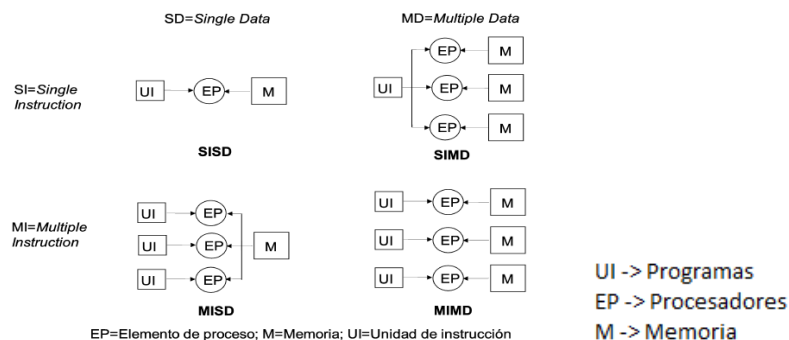 SD=Single Data
MD=Multiple Data
SI=Single
Instruction
UI
EP
M
SISD
UI
EP
M
EP
M
EP
M
SIMD
MI=Multiple
Instruction
UI
EP
UI
EP
M
UI
EP
MISD
UI
EP
M
UI
EP
M
UI
EP
M
MIMD
EP=Elemento de proceso; M=Memoria; UI=Unidad de instrucción
UI -> Programas
EP -> Procesadores
M -> Memoria